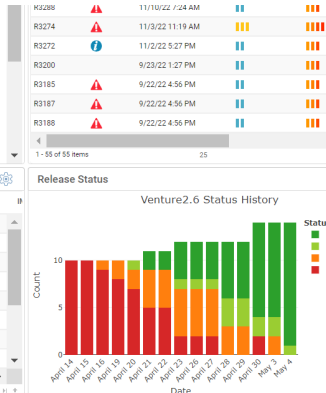 R3288 11/10/22 7:24 AM
R3274 11/3/22 11:19 AM
R3272 11/2/22 5:27 PM
R3200 9/23/22 1:27 PM
R3185 9/22/22 4:56 PM
R3187 9/22/22 4:56 PM
R3188 9/22/22 4:56 PM
1 - 55 of 55 items 25
Release Status
Venture2.6 Status History
Statu
Count
10
5
0
April 14 April 15 April 16 April 19 April 20 April 21 April 22 April 23 April 26 April 27 April 28 April 29 April 30 May 3 May 4
Date